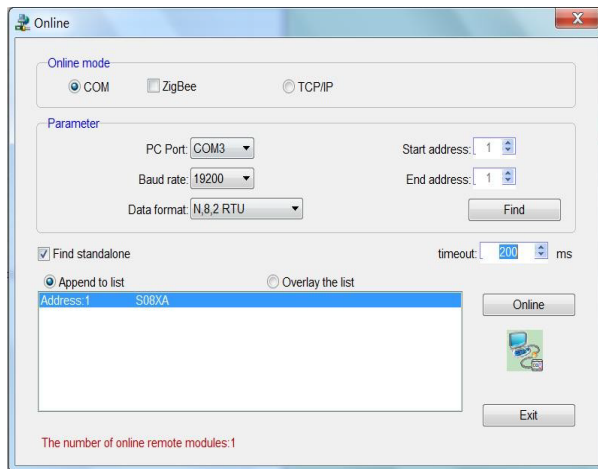 Online
X
Online mode
COM ZigBee TCP/IP
Parameter
PC Port: COM3 Start address: 1
Baud rate: 19200 End address: 1
Data format: N,8,2 RTU Find
Find standalone timeout: 200 ms
Append to list Overlay the list
Address:1 S08XA
Online
Exit
The number of online remote modules:1